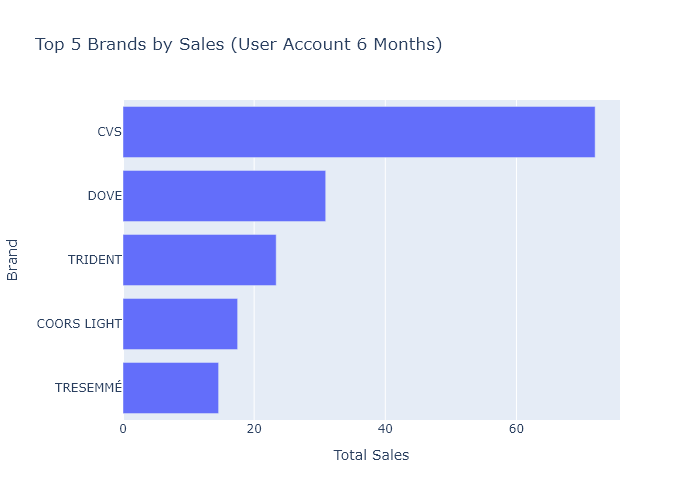 Top 5 Brands by Sales (User Account 6 Months)
CVS
DOVE
TRIDENT
COORS LIGHT
TRESEMMÉ
Brand
0 20 40 60
Total Sales